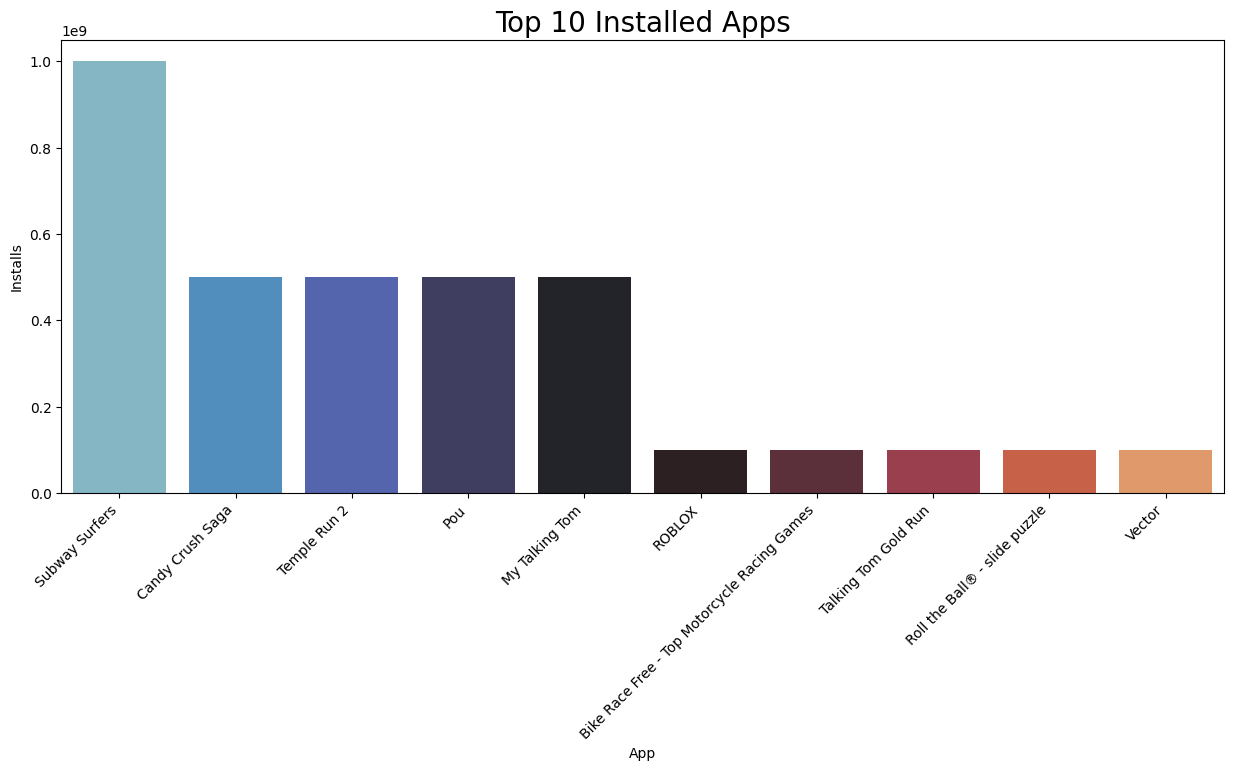 Top 10 Installed Apps
1e9
1.0
0.8
0.6
0.4
0.2
0.0
Installs
Subway Surfers
Candy Crush Saga
Temple Run 2
Pou
My Talking Tom
ROBLOX
Bike Race Free - Top Motorcycle Racing Games
Talking Tom Gold Run
Roll the Ball® - slide puzzle
Vector
App